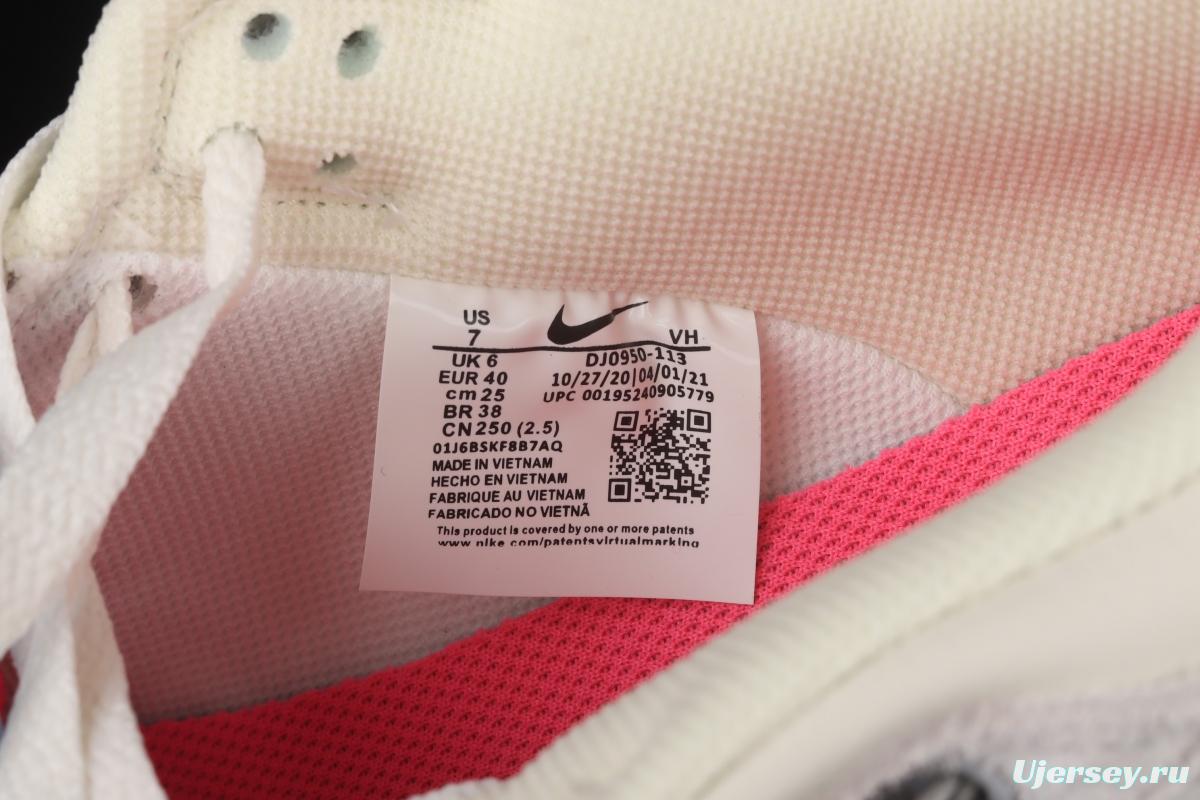 US
7
VH
UK 6
DJ0950-113
EUR 40
10/27/20|04/01/21
cm 25
UPC 00195240905779
BR 38
CN 250 (2.5)
01J6BSKF8B7AQ
MADE IN VIETNAM
HECHO EN VIETNAM
FABRIQUE AU VIETNAM
FABRICADO NO VIETNÃ
This product is covered by one or more patents
www.nike.com/patentsvirtualmarking
Ujersey.ru